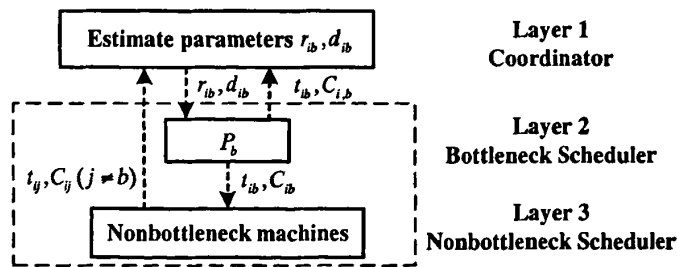 Estimate parameters r_ib, d_ib
Layer 1
Coordinator
r_ib, d_ib
t_ib, C_i,b
P_b
Layer 2
Bottleneck Scheduler
t_ij, C_ij (j ≠ b)
t_ib, C_ib
Nonbottleneck machines
Layer 3
Nonbottleneck Scheduler